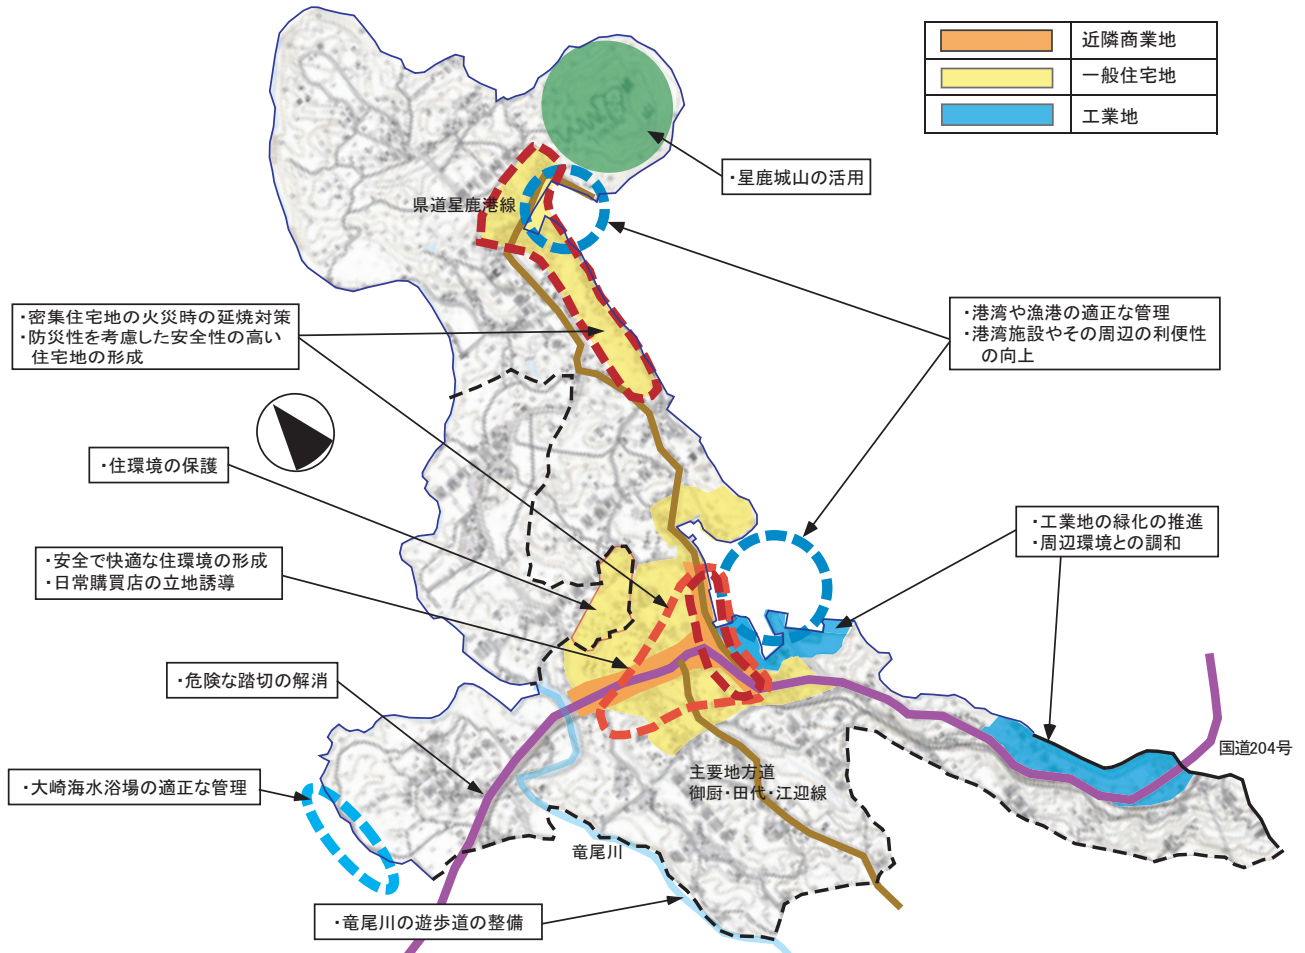 近隣商業地
一般住宅地
工業地
・星鹿城山の活用
県道星鹿港線
・密集住宅地の火災時の延焼対策
・防災性を考慮した安全性の高い
住宅地の形成
・港湾や漁港の適正な管理
・港湾施設やその周辺の利便性
の向上
・住環境の保護
・工業地の緑化の推進
・周辺環境との調和
・安全で快適な住環境の形成
・日常購買店の立地誘導
・危険な踏切の解消
国道204号
主要地方道
御厨・田代・江迎線
・大崎海水浴場の適正な管理
竜尾川
・竜尾川の遊歩道の整備